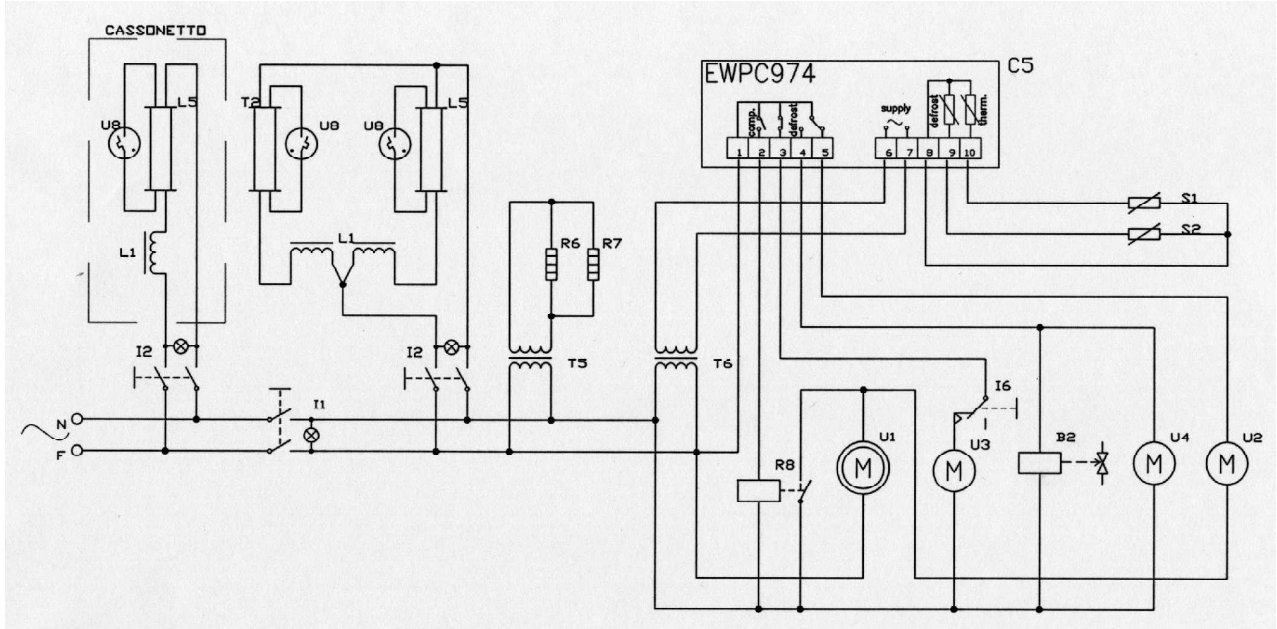 CASSONETTO
EWPC974
C5
L5
T2
L5
U8
U8
U8
comp.
defrost
supply
defrost
therm.
1 2 3 4 5
6 7 8 9 10
S1
S2
L1
L1
R6
R7
I2
I2
T5
T6
I1
I6
N
F
U1
U3
B2
U4
U2
R8
M
M
M
M